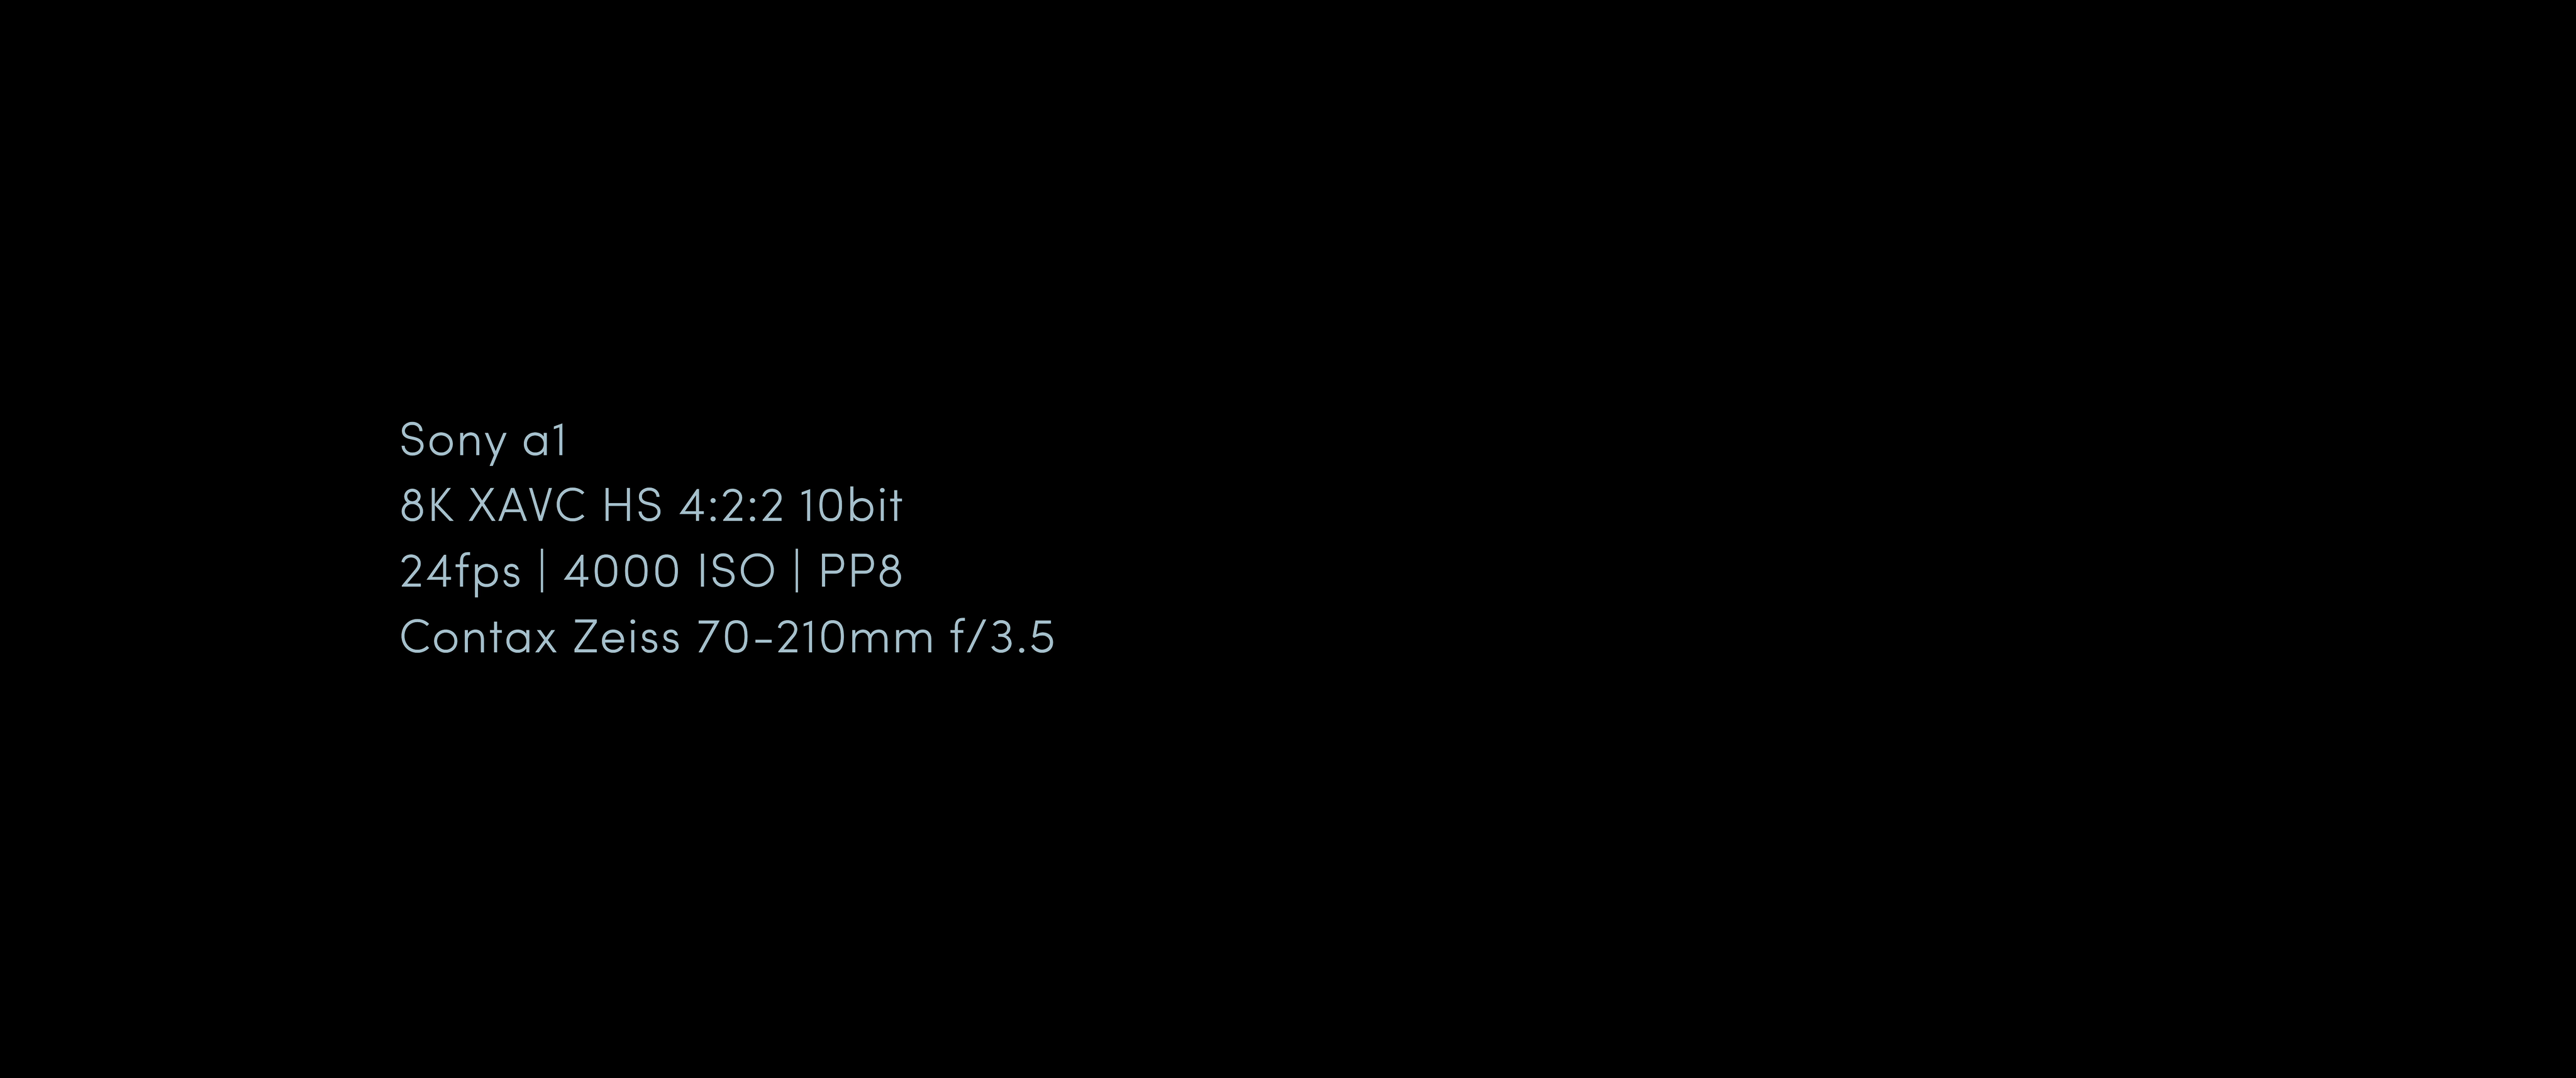 Sony a1
8K XAVC HS 4:2:2 10bit
24fps | 4000 ISO | PP8
Contax Zeiss 70-210mm f/3.5